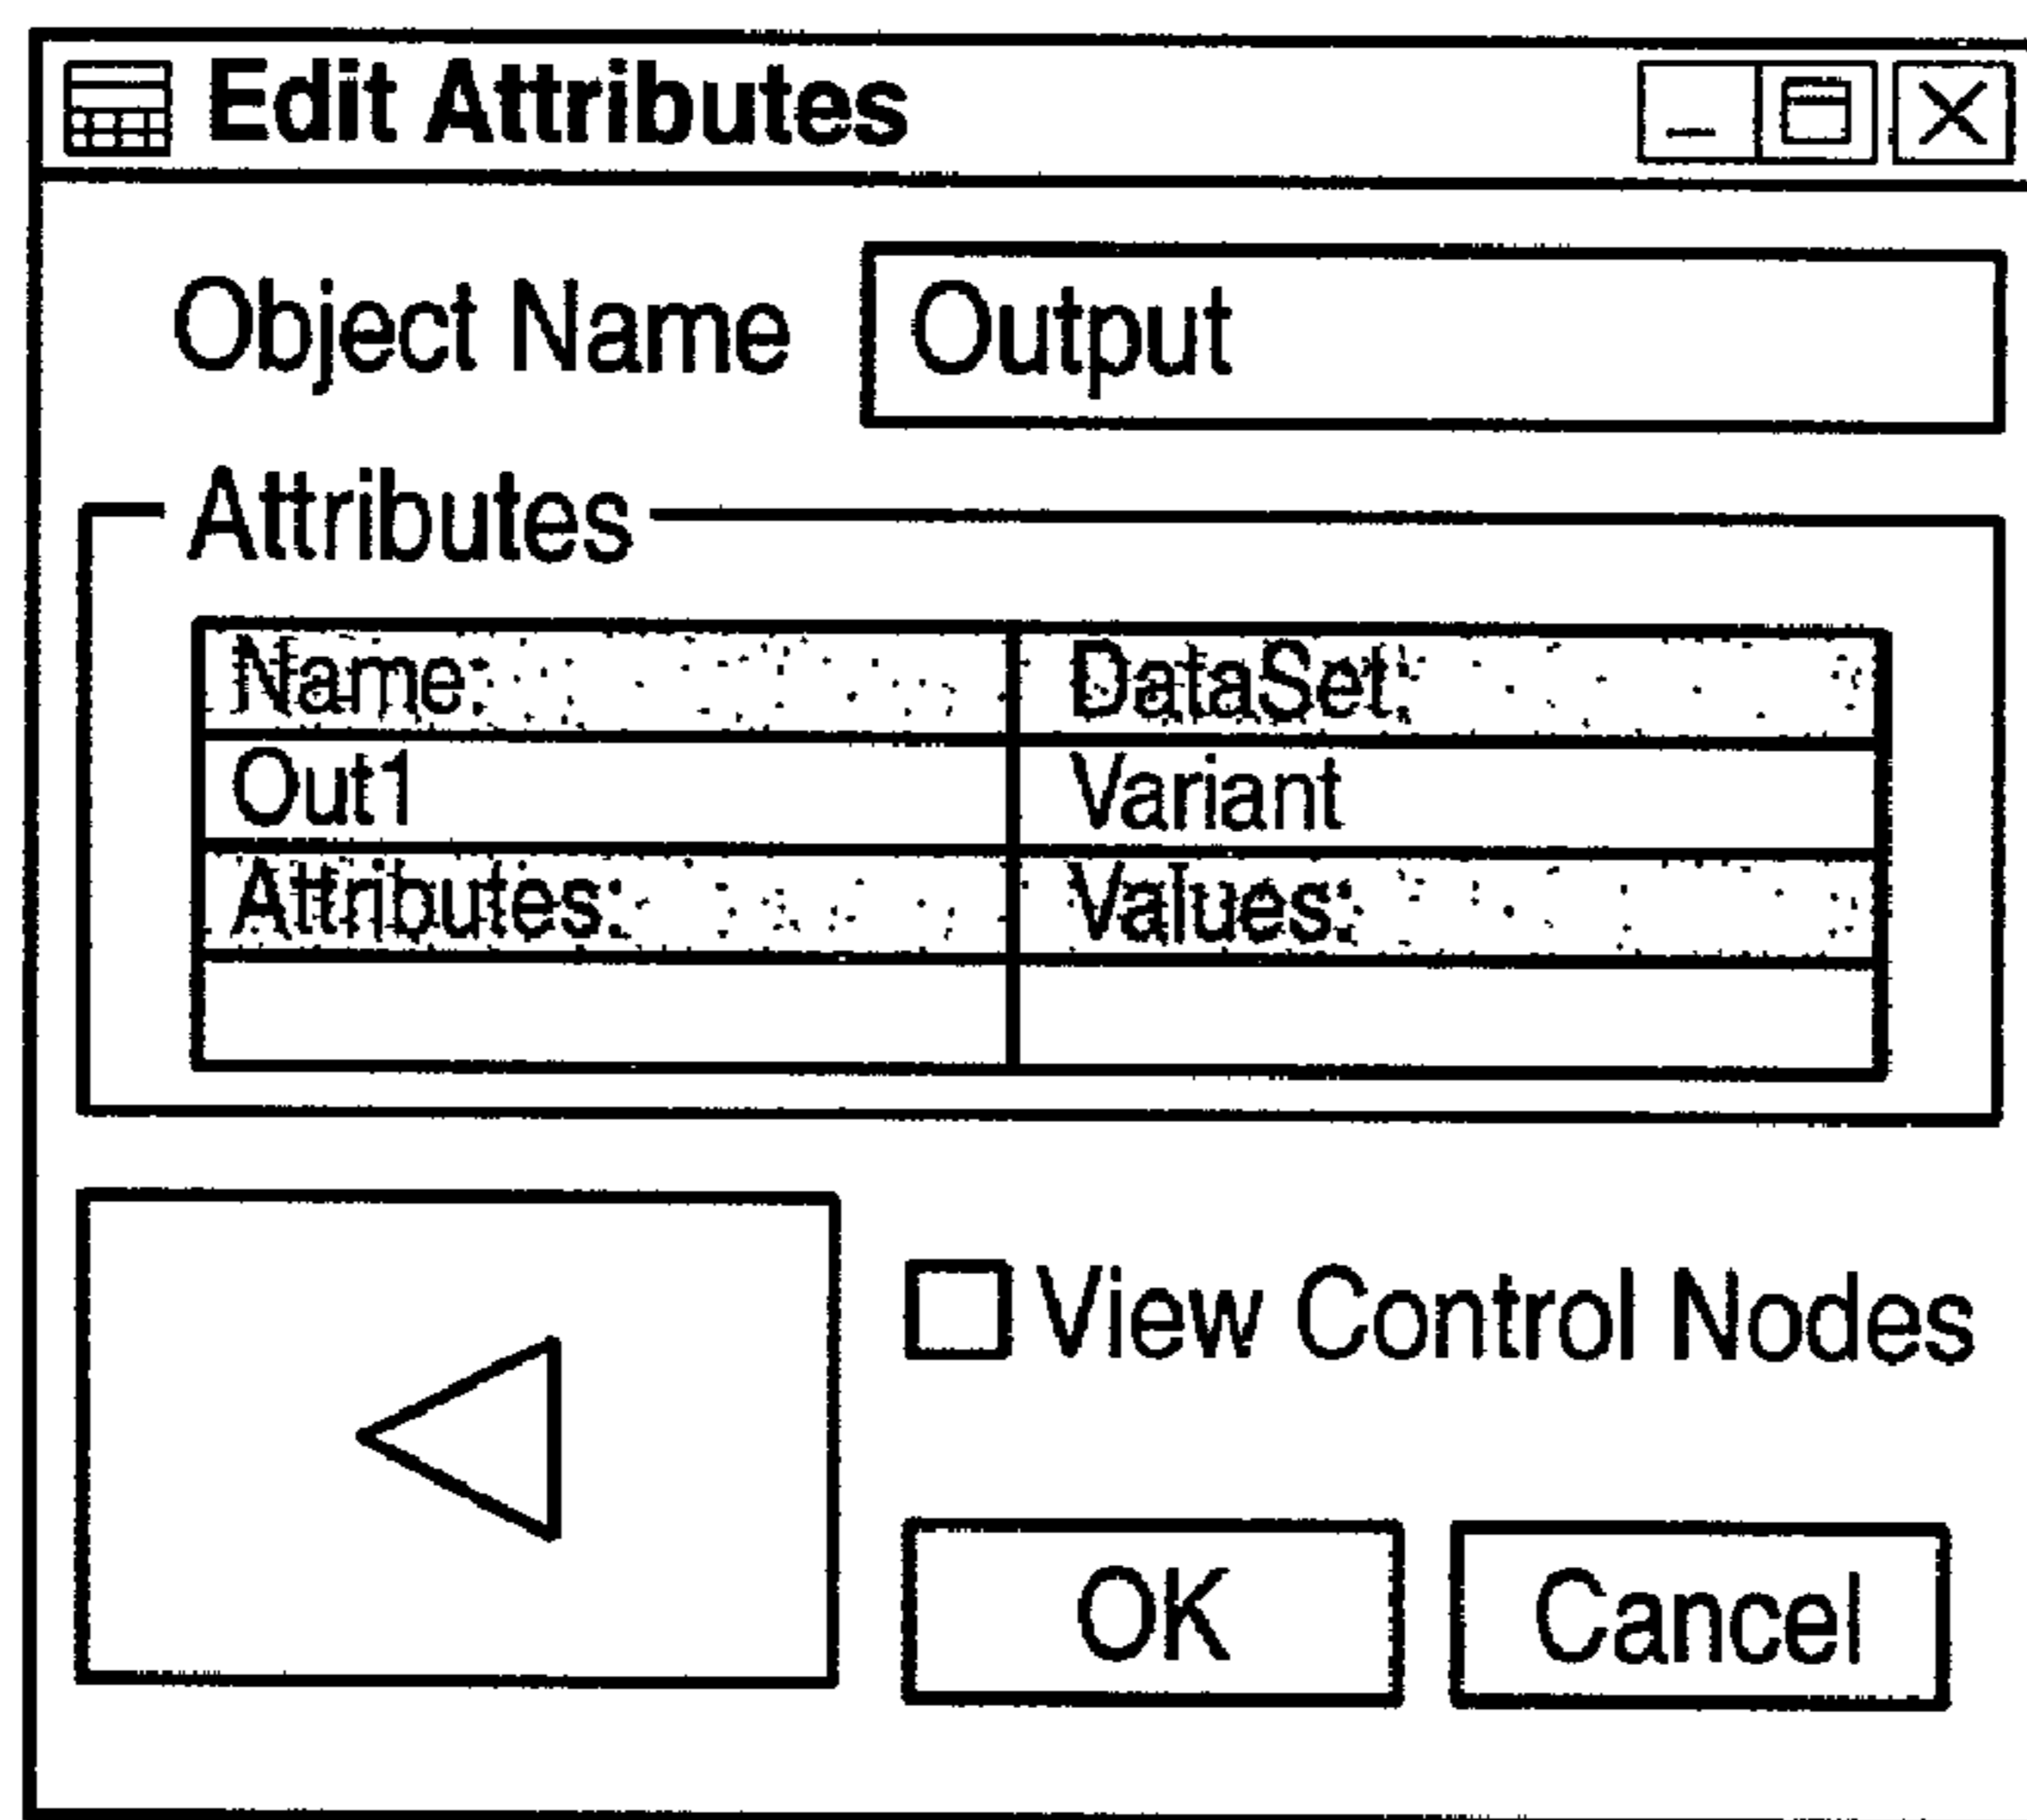 Edit Attributes
Object Name Output
Attributes
Name: DataSet:
Out1 Variant
Attributes: Values:
View Control Nodes
OK Cancel